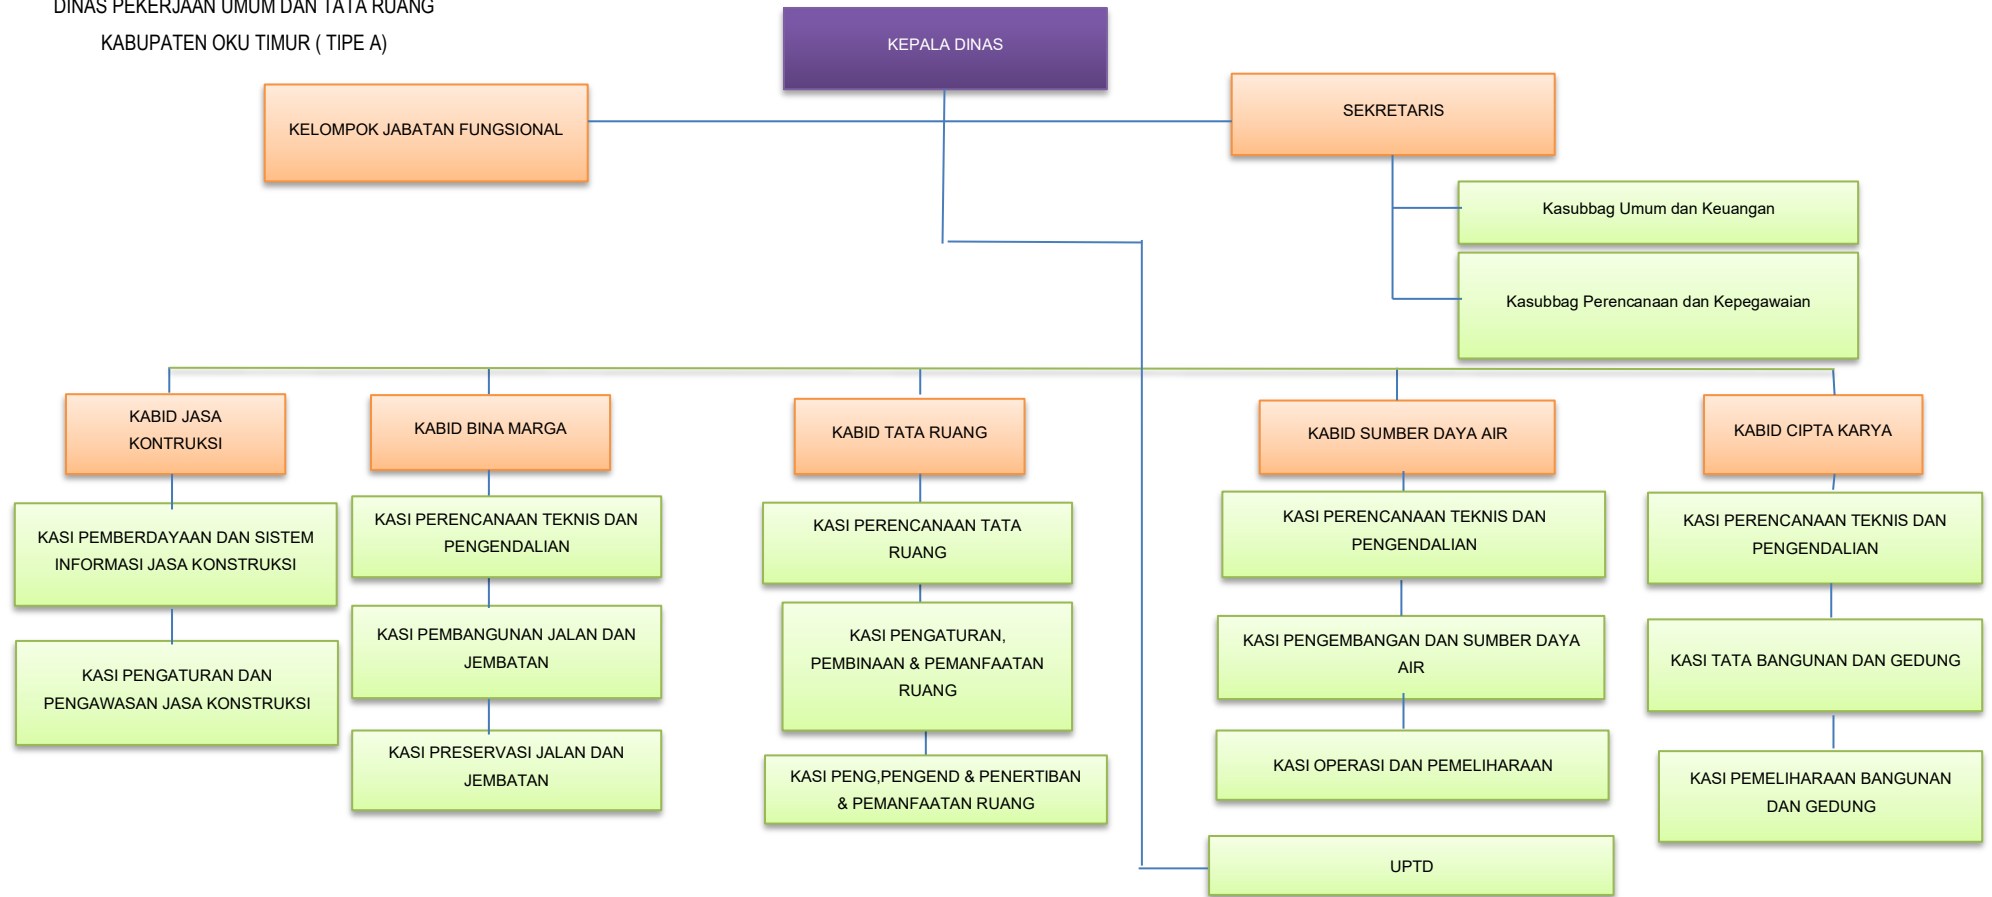 DINAS PEKERJAAN UMUM DAN TATA RUANG
KABUPATEN OKU TIMUR ( TIPE A)
KEPALA DINAS
KELOMPOK JABATAN FUNGSIONAL
SEKRETARIS
Kasubbag Umum dan Keuangan
Kasubbag Perencanaan dan Kepegawaian
KABID JASA
KONTRUKSI
KASI PEMBERDAYAAN DAN SISTEM
INFORMASI JASA KONSTRUKSI
KASI PENGATURAN DAN
PENGAWASAN JASA KONSTRUKSI
KABID BINA MARGA
KASI PERENCANAAN TEKNIS DAN
PENGENDALIAN
KASI PEMBANGUNAN JALAN DAN
JEMBATAN
KASI PRESERVASI JALAN DAN
JEMBATAN
KABID TATA RUANG
KASI PERENCANAAN TATA
RUANG
KASI PENGATURAN,
PEMBINAAN & PEMANFAATAN
RUANG
KASI PENG,PENGEND & PENERTIBAN
& PEMANFAATAN RUANG
KABID SUMBER DAYA AIR
KASI PERENCANAAN TEKNIS DAN
PENGENDALIAN
KASI PENGEMBANGAN DAN SUMBER DAYA
AIR
KASI OPERASI DAN PEMELIHARAAN
UPTD
KABID CIPTA KARYA
KASI PERENCANAAN TEKNIS DAN
PENGENDALIAN
KASI TATA BANGUNAN DAN GEDUNG
KASI PEMELIHARAAN BANGUNAN
DAN GEDUNG